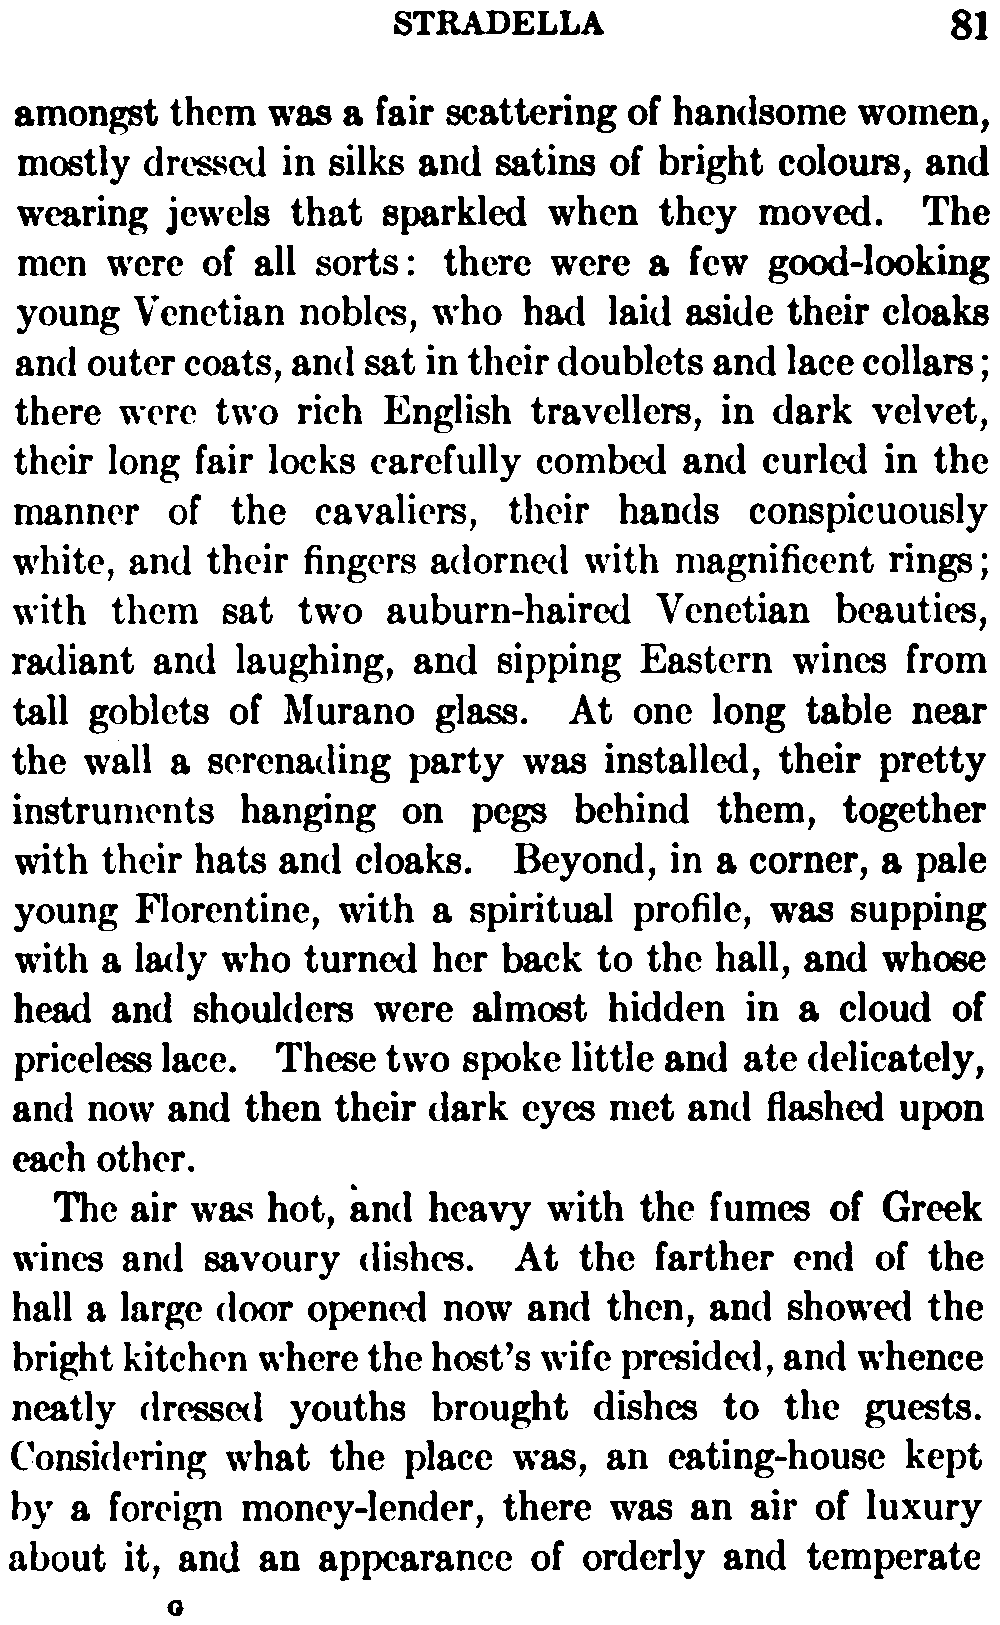 STRADELLA 81
amongst them was a fair scattering of handsome women,
mostly dressed in silks and satins of bright colours, and
wearing jewels that sparkled when they moved. The
men were of all sorts: there were a few good-looking
young Venetian nobles, who had laid aside their cloaks
and outer coats, and sat in their doublets and lace collars;
there were two rich English travellers, in dark velvet,
their long fair locks carefully combed and curled in the
manner of the cavaliers, their hands conspicuously
white, and their fingers adorned with magnificent rings;
with them sat two auburn-haired Venetian beauties,
radiant and laughing, and sipping Eastern wines from
tall goblets of Murano glass. At one long table near
the wall a serenading party was installed, their pretty
instruments hanging on pegs behind them, together
with their hats and cloaks. Beyond, in a corner, a pale
young Florentine, with a spiritual profile, was supping
with a lady who turned her back to the hall, and whose
head and shoulders were almost hidden in a cloud of
priceless lace. These two spoke little and ate delicately,
and now and then their dark eyes met and flashed upon
each other.
The air was hot, and heavy with the fumes of Greek
wines and savoury dishes. At the farther end of the
hall a large door opened now and then, and showed the
bright kitchen where the host's wife presided, and whence
neatly dressed youths brought dishes to the guests.
Considering what the place was, an eating-house kept
by a foreign money-lender, there was an air of luxury
about it, and an appearance of orderly and temperate
G